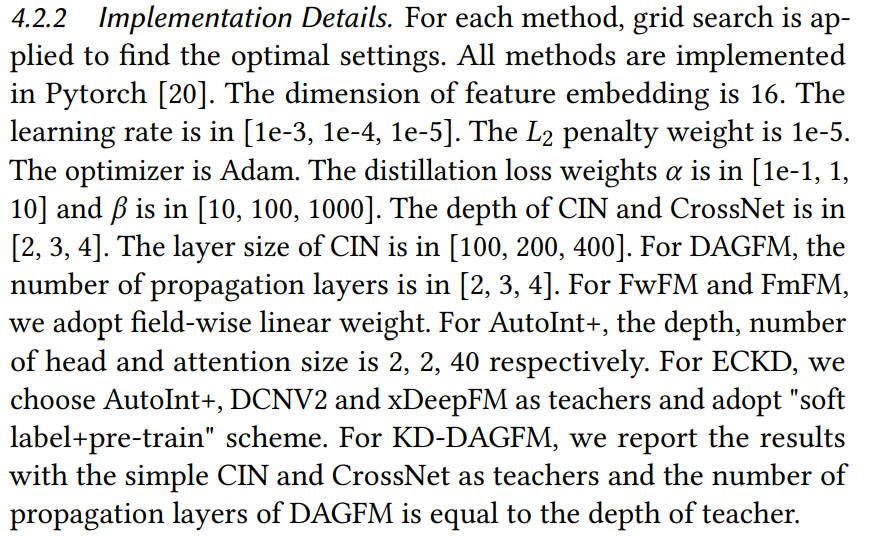 4.2.2 Implementation Details. For each method, grid search is ap-
plied to find the optimal settings. All methods are implemented
in Pytorch [20]. The dimension of feature embedding is 16. The
learning rate is in [1e-3, 1e-4, 1e-5]. The L2 penalty weight is 1e-5.
The optimizer is Adam. The distillation loss weights α is in [1e-1, 1,
10] and β is in [10, 100, 1000]. The depth of CIN and CrossNet is in
[2, 3, 4]. The layer size of CIN is in [100, 200, 400]. For DAGFM, the
number of propagation layers is in [2, 3, 4]. For FwFM and FmFM,
we adopt field-wise linear weight. For AutoInt+, the depth, number
of head and attention size is 2, 2, 40 respectively. For ECKD, we
choose AutoInt+, DCNV2 and xDeepFM as teachers and adopt "soft
label+pre-train" scheme. For KD-DAGFM, we report the results
with the simple CIN and CrossNet as teachers and the number of
propagation layers of DAGFM is equal to the depth of teacher.